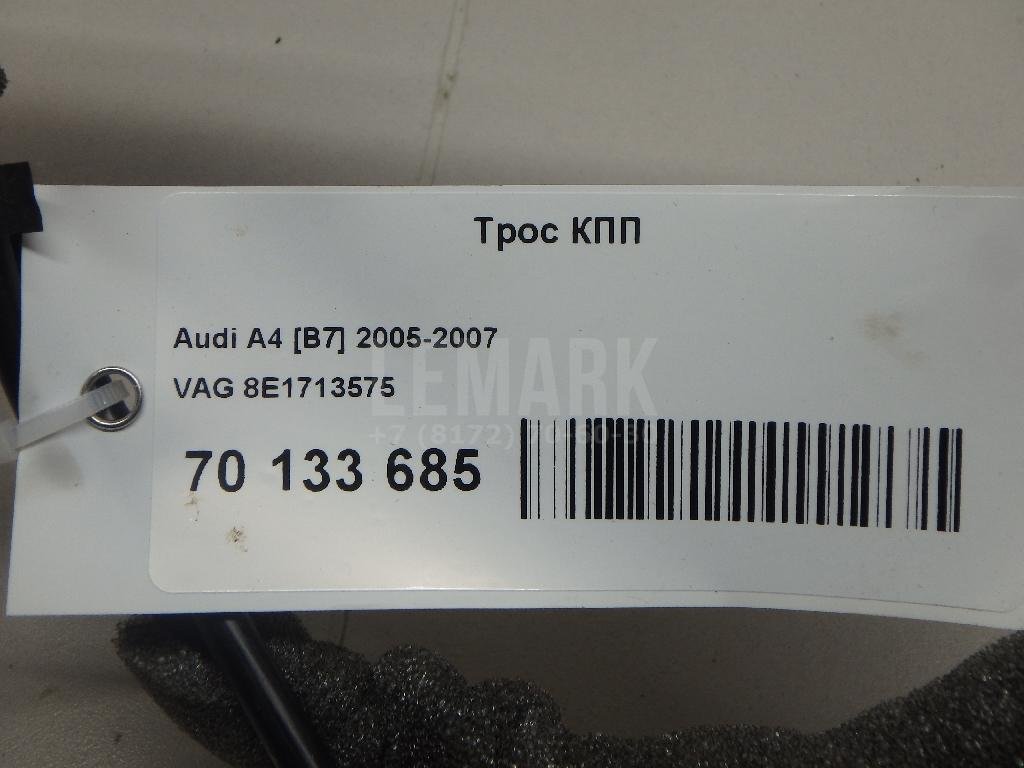 Трос КПП
Audi A4 [B7] 2005-2007
VAG 8E1713575
LEMARK
70 133 685